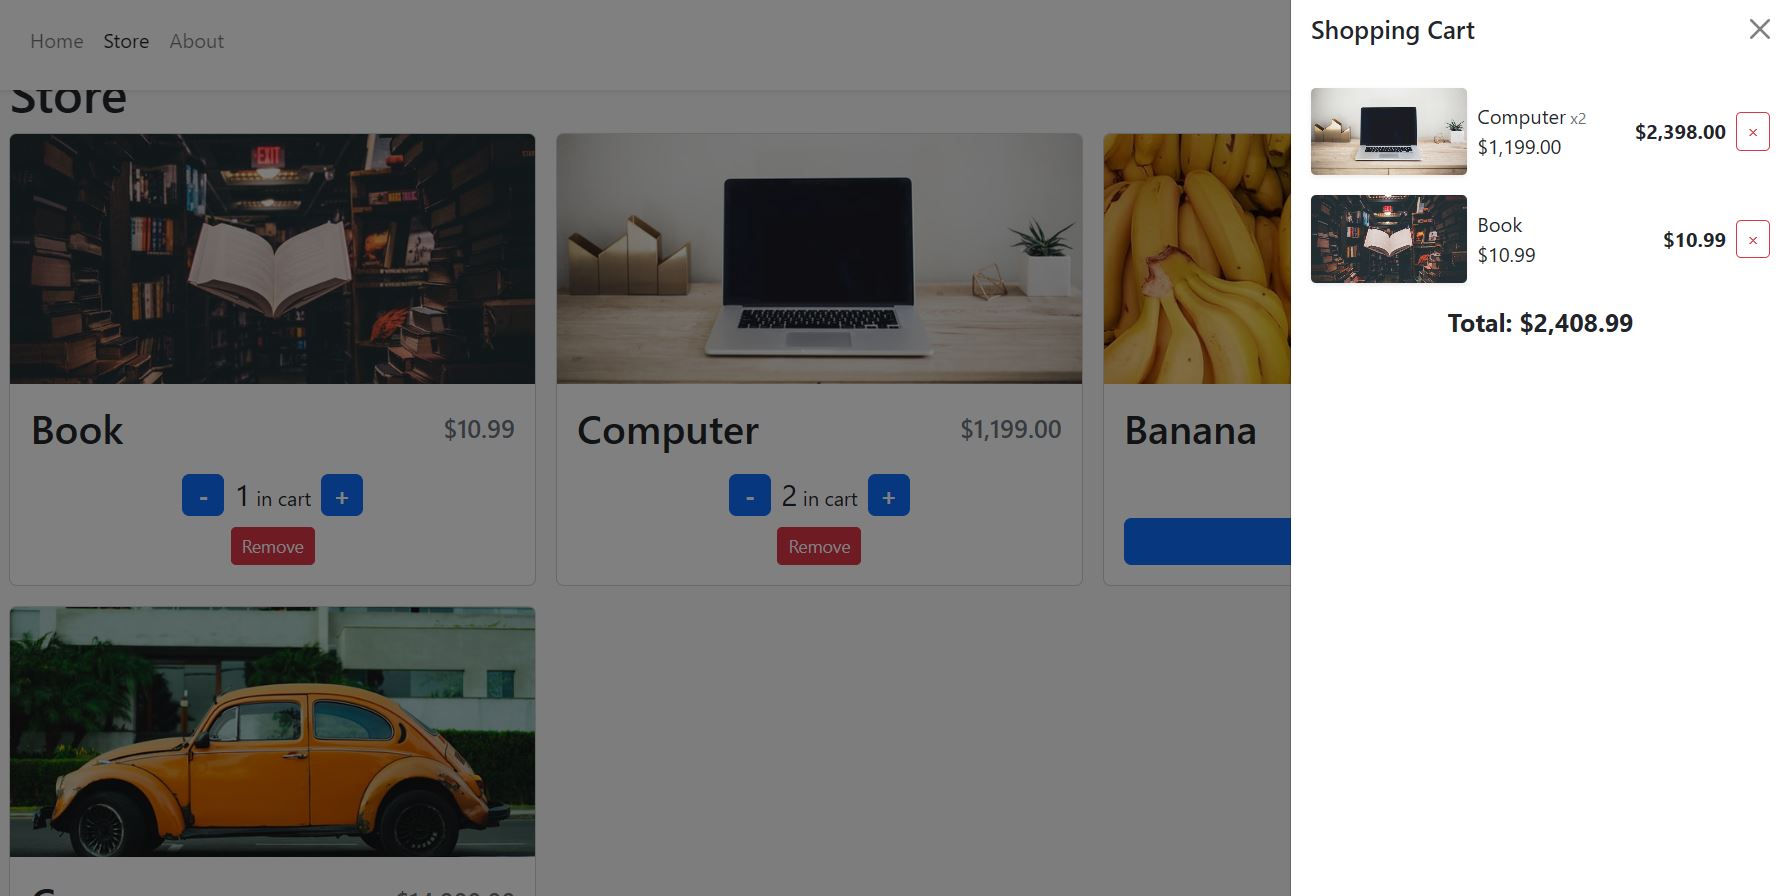 Home Store About
Store
EXIT
Book $10.99
- 1 in cart +
Remove
Computer $1,199.00
- 2 in cart +
Remove
Banana
Shopping Cart
Computer x2
$1,199.00
$2,398.00 ×
Book
$10.99
$10.99 ×
Total: $2,408.99